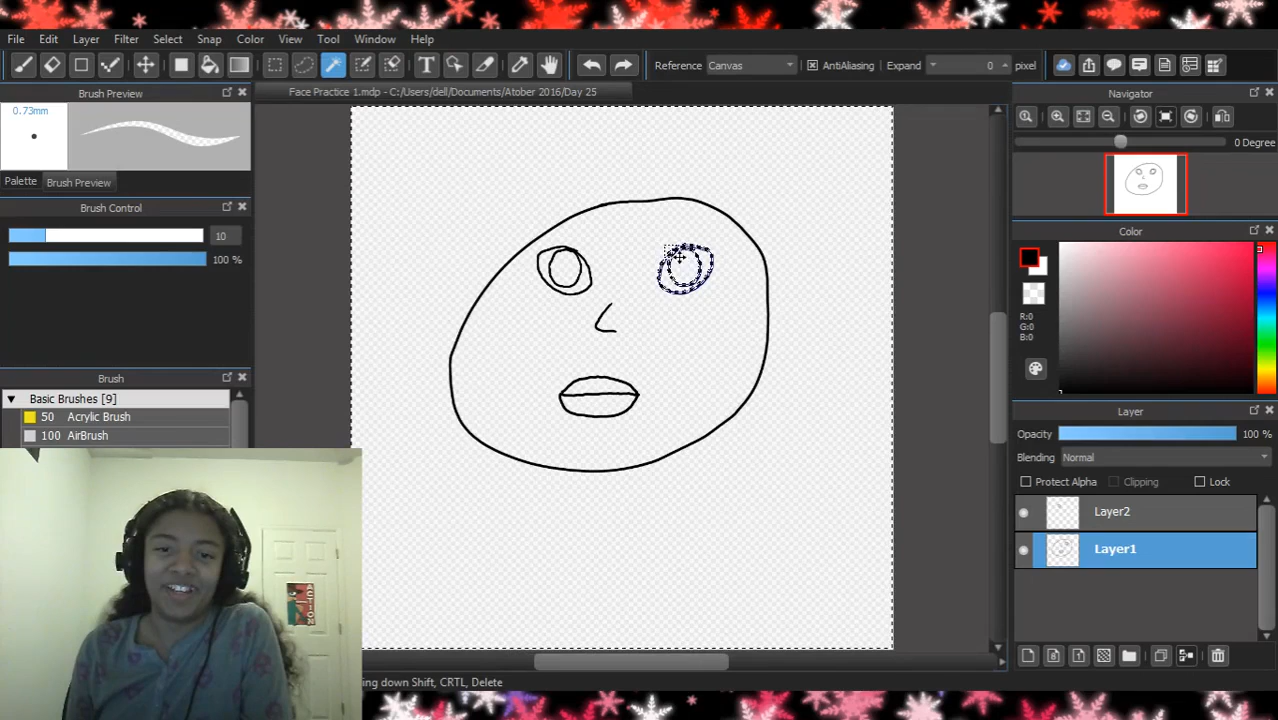 File Edit Layer Filter Select Snap Color View Tool Window Help
T Reference Canvas AntiAliasing Expand 0 pixel
Brush Preview
Face Practice 1.mdp - C:/Users/dell/Documents/Atober 2016/Day 25
Navigator
0.73mm
0 Degree
Palette Brush Preview
Brush Control
10
100 %
Color
R:0
G:0
B:0
Brush
Basic Brushes [9]
50 Acrylic Brush
100 AirBrush
Layer
Opacity 100 %
Blending Normal
Protect Alpha Clipping Lock
Layer2
Layer1
ACTION
ing down Shift, CRTL, Delete